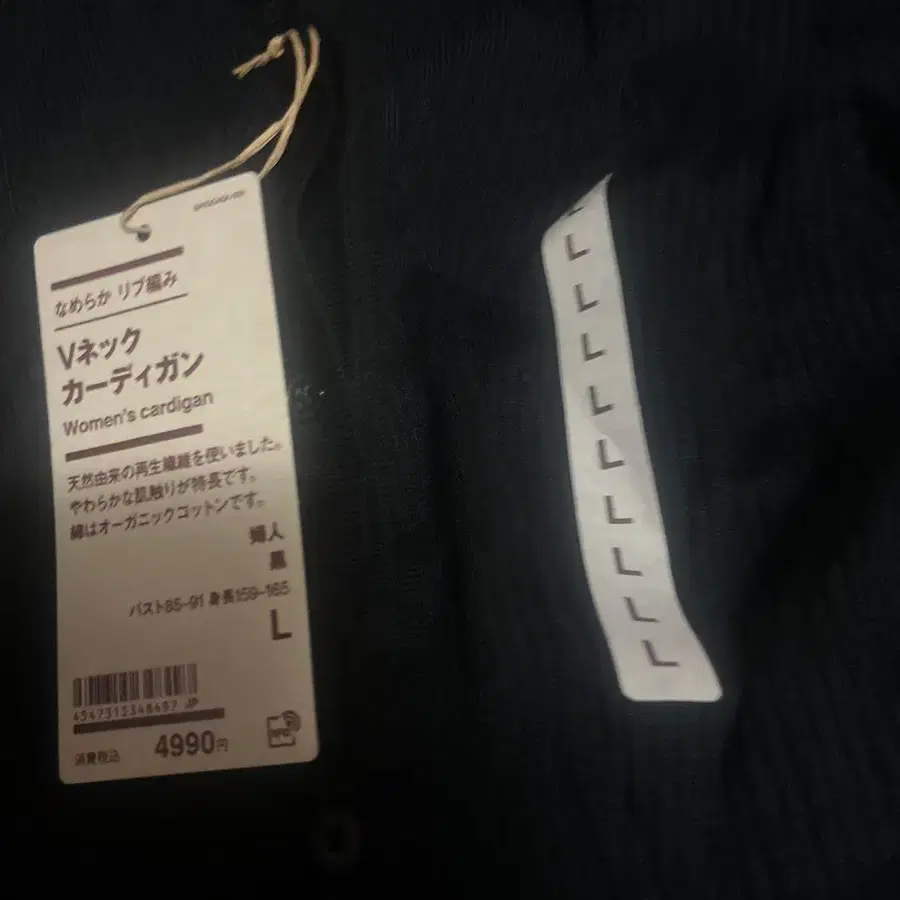 なめらか リブ編み
Vネック
カーディガン
Women's cardigan
天然由来の再生繊維を使いました。
やわらかな肌触りが特長です。
綿はオーガニックコットンです。
婦人
黒
バスト85-91 身長159-165
L
JP
消費税込 4990円
RFID
L
L
L
L
L
L
L
L
L